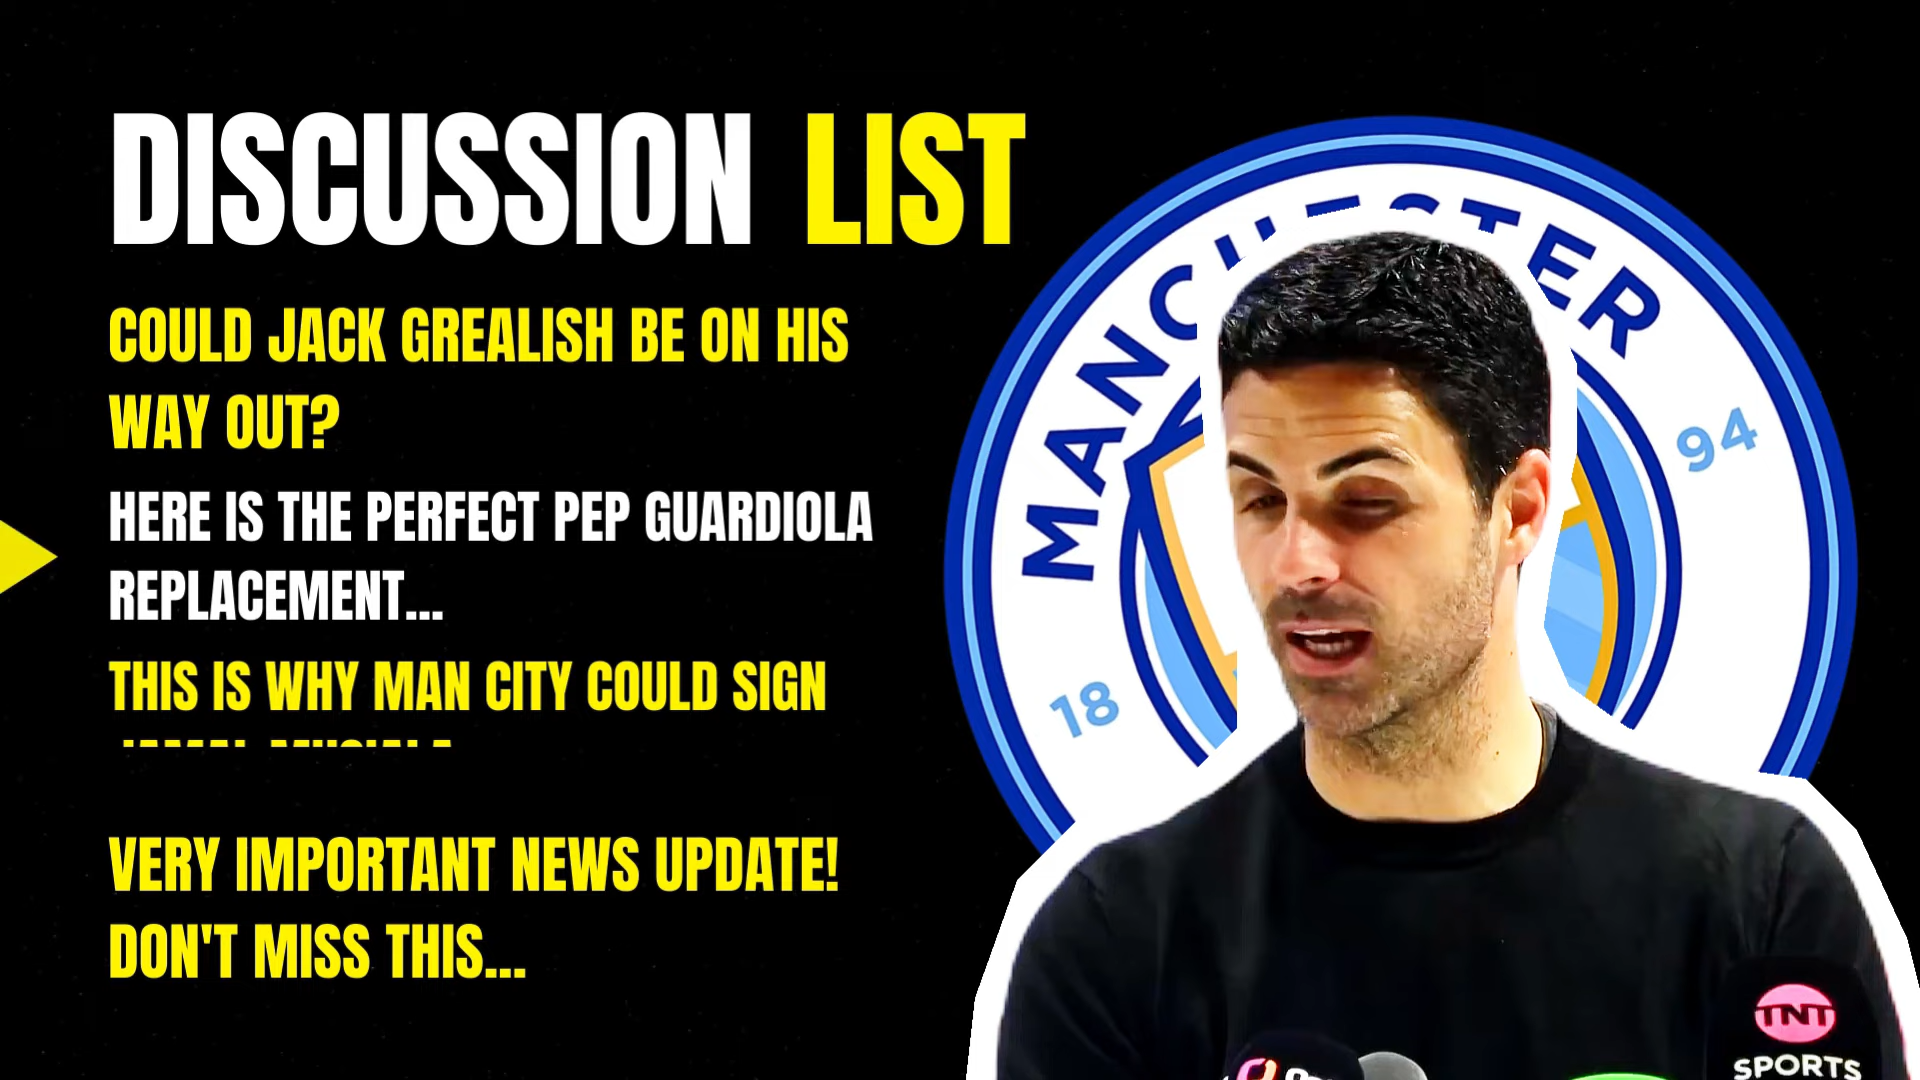 DISCUSSION LIST
COULD JACK GREALISH BE ON HIS
WAY OUT?
HERE IS THE PERFECT PEP GUARDIOLA
REPLACEMENT...
THIS IS WHY MAN CITY COULD SIGN
VERY IMPORTANT NEWS UPDATE!
DON'T MISS THIS...
MANCHESTER
18
94
TNT
SPORTS